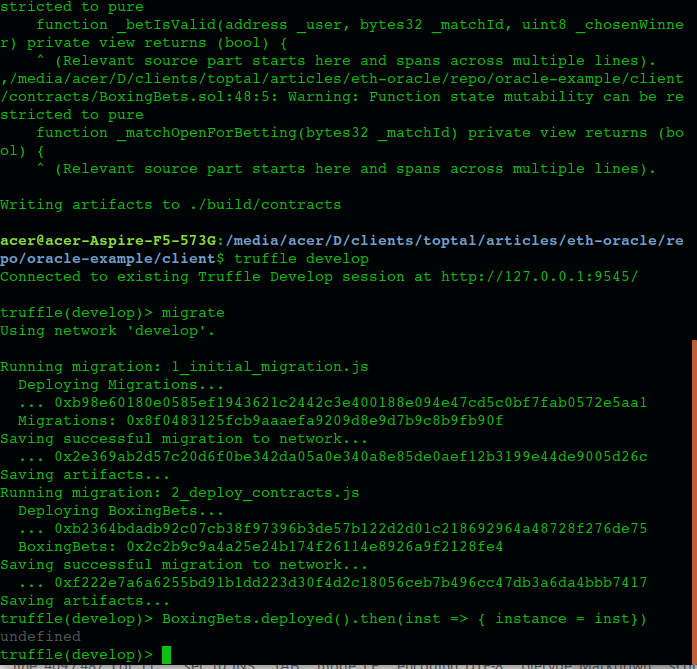 stricted to pure
    function _betIsValid(address _user, bytes32 _matchId, uint8 _chosenWinne
r) private view returns (bool) {
    ^ (Relevant source part starts here and spans across multiple lines).
,/media/acer/D/clients/toptal/articles/eth-oracle/repo/oracle-example/client
/contracts/BoxingBets.sol:48:5: Warning: Function state mutability can be re
stricted to pure
    function _matchOpenForBetting(bytes32 _matchId) private view returns (bo
ol) {
    ^ (Relevant source part starts here and spans across multiple lines).
Writing artifacts to ./build/contracts
acer@acer-Aspire-F5-573G:/media/acer/D/clients/toptal/articles/eth-oracle/re
po/oracle-example/client$ truffle develop
Connected to existing Truffle Develop session at http://127.0.0.1:9545/
truffle(develop)> migrate
Using network 'develop'.
Running migration: 1_initial_migration.js
  Deploying Migrations...
  ... 0xb98e60180e0585ef1943621c2442c3e400188e094e47cd5c0bf7fab0572e5aa1
  Migrations: 0x8f0483125fcb9aaaefa9209d8e9d7b9c8b9fb90f
Saving successful migration to network...
  ... 0x2e369ab2d57c20d6f0be342da05a0e340a8e85de0aef12b3199e44de9005d26c
Saving artifacts...
Running migration: 2_deploy_contracts.js
  Deploying BoxingBets...
  ... 0xb2364bdadb92c07cb38f97396b3de57b122d2d01c218692964a48728f276de75
  BoxingBets: 0x2c2b9c9a4a25e24b174f26114e8926a9f2128fe4
Saving successful migration to network...
  ... 0xf222e7a6a6255bd91b1dd223d30f4d2c18056ceb7b496cc47db3a6da4bbb7417
Saving artifacts...
truffle(develop)> BoxingBets.deployed().then(inst => { instance = inst})
undefined
truffle(develop)>